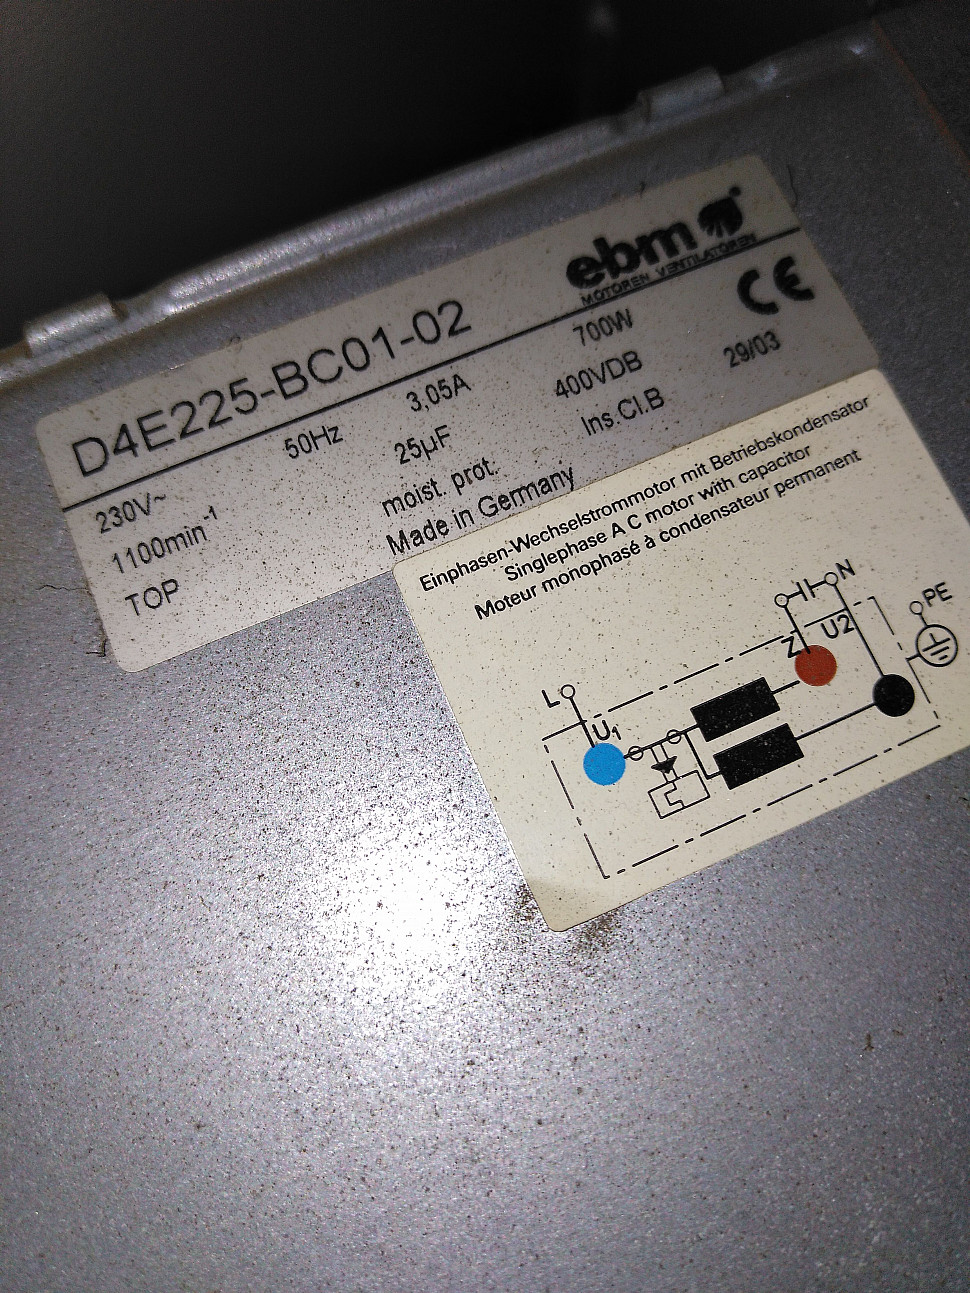 ebm
MOTOREN VENTILATOREN
D4E225-BC01-02
CE
230V~ 50Hz 3,05A 700W
1100min⁻¹ 25µF 400VDB 29/03
TOP moist. prot. Ins.Cl.B
Made in Germany
Einphasen-Wechselstrommotor mit Betriebskondensator
Singlephase A C motor with capacitor
Moteur monophasé à condensateur permanent
N
PE
Z U2
L
U1